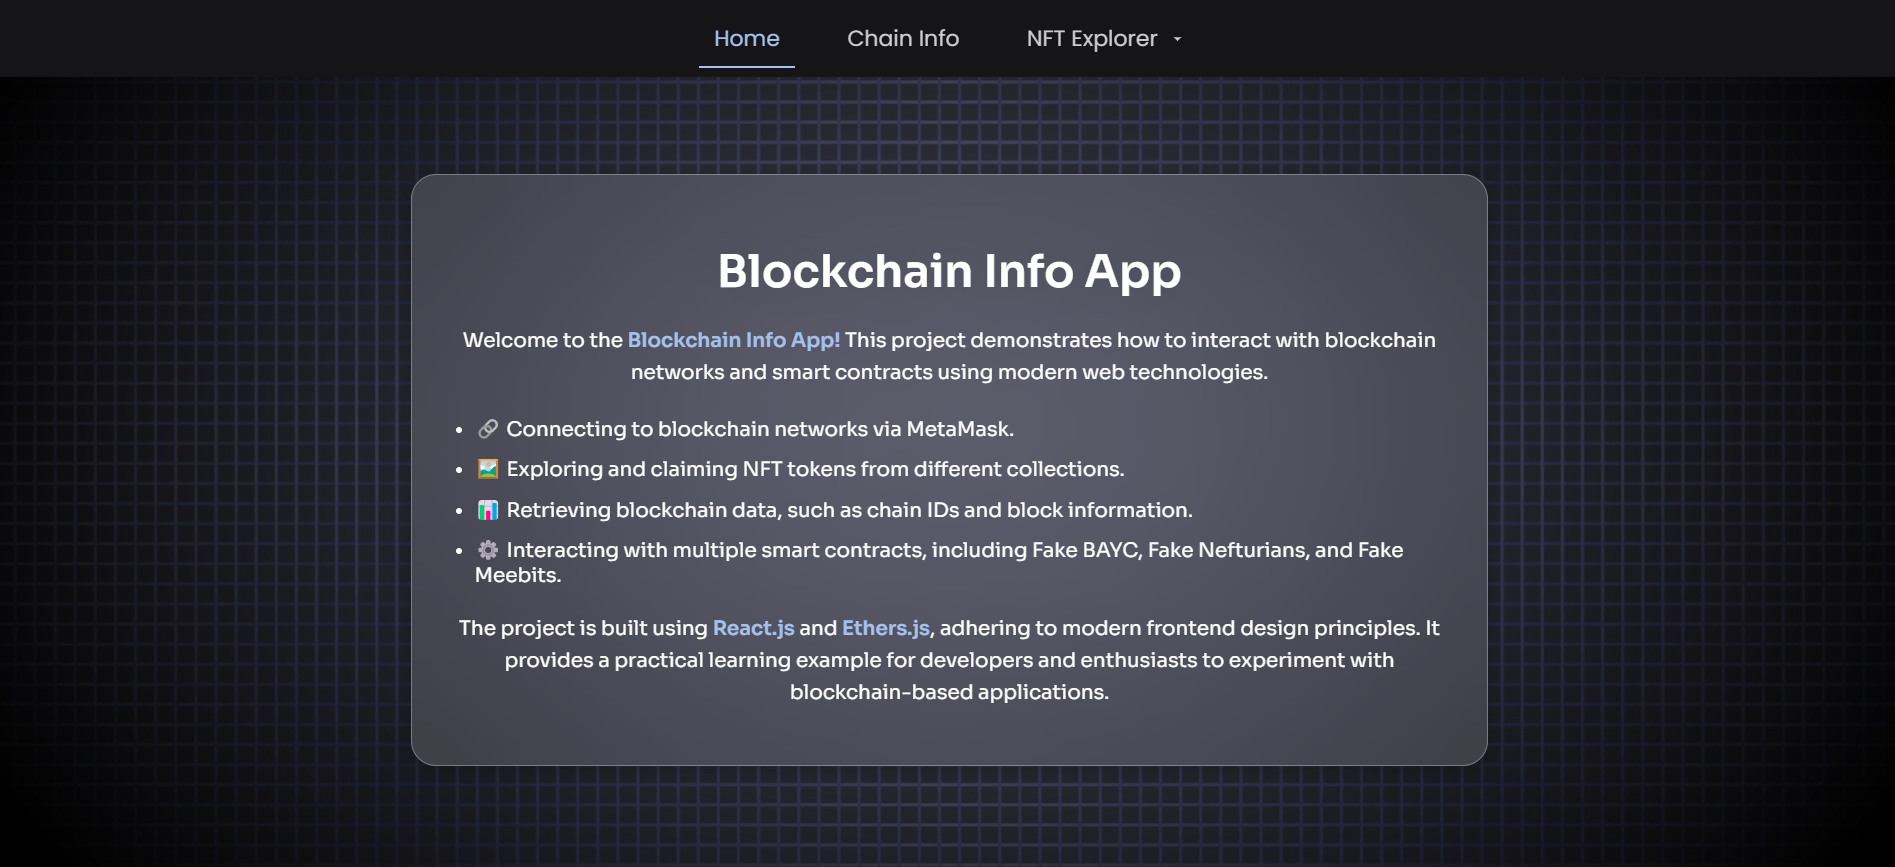 Home Chain Info NFT Explorer
Blockchain Info App
Welcome to the Blockchain Info App! This project demonstrates how to interact with blockchain
networks and smart contracts using modern web technologies.
• 🔗 Connecting to blockchain networks via MetaMask.
• 🖼️ Exploring and claiming NFT tokens from different collections.
• 📊 Retrieving blockchain data, such as chain IDs and block information.
• ⚙️ Interacting with multiple smart contracts, including Fake BAYC, Fake Nefturians, and Fake
Meebits.
The project is built using React.js and Ethers.js, adhering to modern frontend design principles. It
provides a practical learning example for developers and enthusiasts to experiment with
blockchain-based applications.